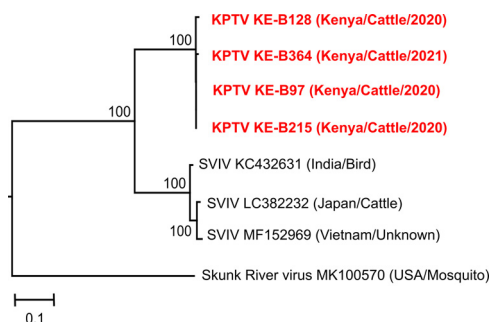 KPTV KE-B128 (Kenya/Cattle/2020)
100
KPTV KE-B364 (Kenya/Cattle/2021)
KPTV KE-B97 (Kenya/Cattle/2020)
100
KPTV KE-B215 (Kenya/Cattle/2020)
SVIV KC432631 (India/Bird)
100
SVIV LC382232 (Japan/Cattle)
100
SVIV MF152969 (Vietnam/Unknown)
Skunk River virus MK100570 (USA/Mosquito)
0.1